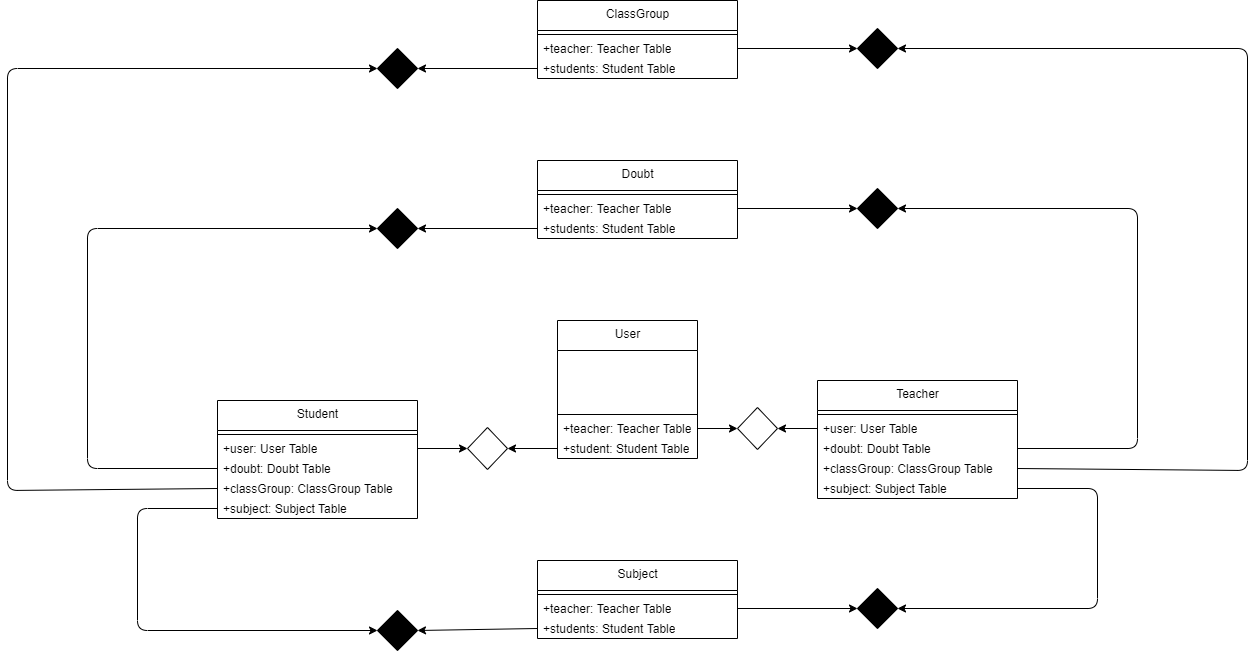 ClassGroup
+teacher: Teacher Table
+students: Student Table
Doubt
+teacher: Teacher Table
+students: Student Table
User
+teacher: Teacher Table
+student: Student Table
Teacher
+user: User Table
+doubt: Doubt Table
+classGroup: ClassGroup Table
+subject: Subject Table
Student
+user: User Table
+doubt: Doubt Table
+classGroup: ClassGroup Table
+subject: Subject Table
Subject
+teacher: Teacher Table
+students: Student Table